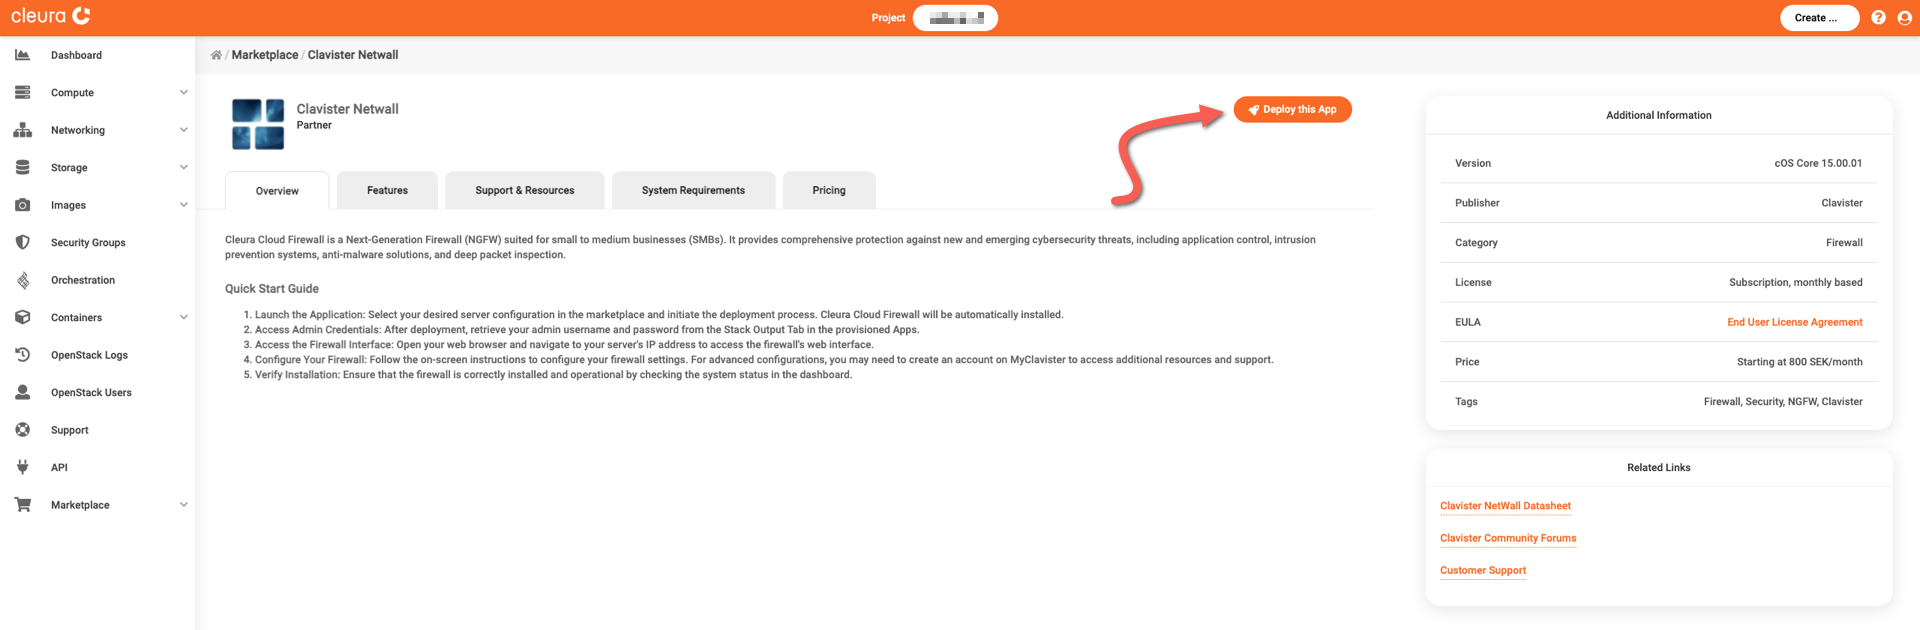 cleura
Project
Create ...
Dashboard
Compute
Networking
Storage
Images
Security Groups
Orchestration
Containers
OpenStack Logs
OpenStack Users
Support
API
Marketplace
/ Marketplace / Clavister Netwall
Clavister Netwall
Partner
Deploy this App
Overview
Features
Support & Resources
System Requirements
Pricing
Cleura Cloud Firewall is a Next-Generation Firewall (NGFW) suited for small to medium businesses (SMBs). It provides comprehensive protection against new and emerging cybersecurity threats, including application control, intrusion
prevention systems, anti-malware solutions, and deep packet inspection.
Quick Start Guide
1. Launch the Application: Select your desired server configuration in the marketplace and initiate the deployment process. Cleura Cloud Firewall will be automatically installed.
2. Access Admin Credentials: After deployment, retrieve your admin username and password from the Stack Output Tab in the provisioned Apps.
3. Access the Firewall Interface: Open your web browser and navigate to your server's IP address to access the firewall's web interface.
4. Configure Your Firewall: Follow the on-screen instructions to configure your firewall settings. For advanced configurations, you may need to create an account on MyClavister to access additional resources and support.
5. Verify Installation: Ensure that the firewall is correctly installed and operational by checking the system status in the dashboard.
Additional Information
Version cOS Core 15.00.01
Publisher Clavister
Category Firewall
License Subscription, monthly based
EULA End User License Agreement
Price Starting at 800 SEK/month
Tags Firewall, Security, NGFW, Clavister
Related Links
Clavister NetWall Datasheet
Clavister Community Forums
Customer Support